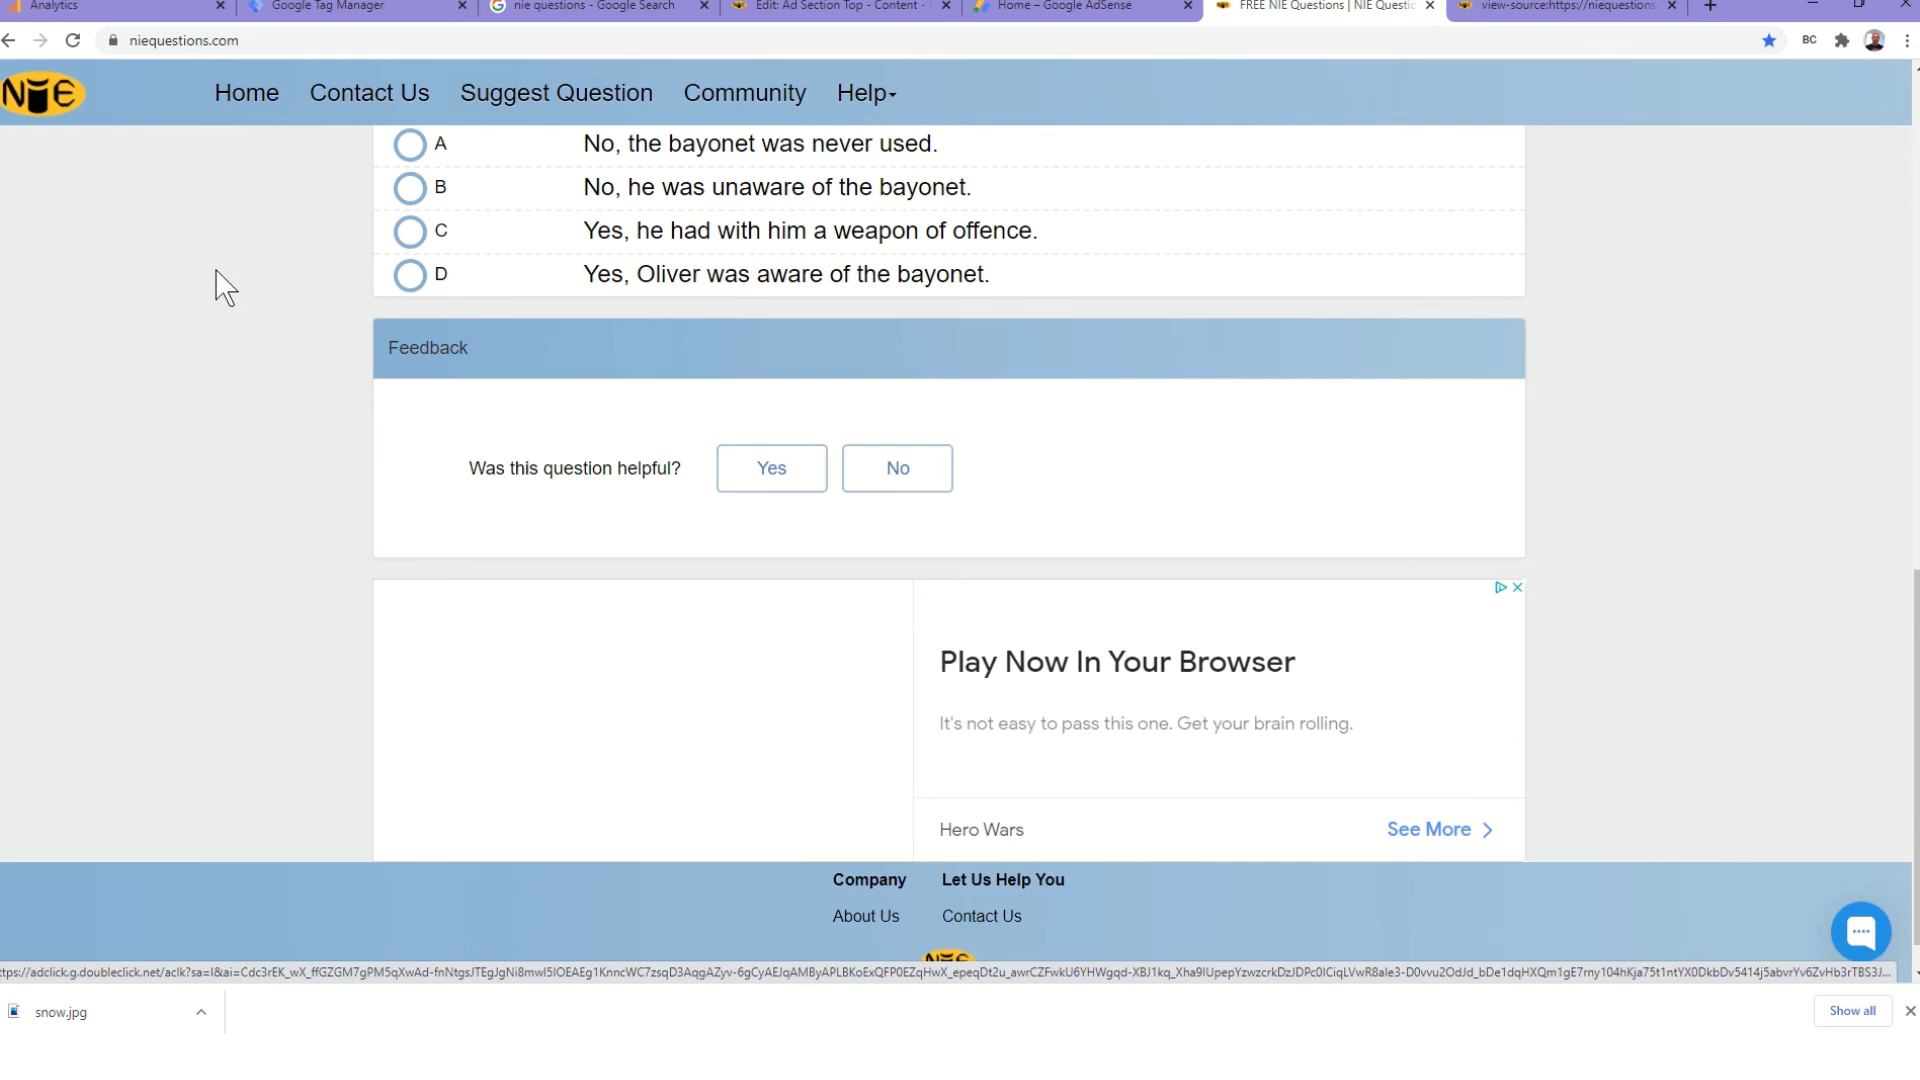 Analytics
Google Tag Manager
nie questions - Google Search
Edit: Ad Section Top - Content -
Home – Google AdSense
FREE NIE Questions | NIE Questio
view-source:https://niequestions
niequestions.com
BC
NIE
Home
Contact Us
Suggest Question
Community
Help
A No, the bayonet was never used.
B No, he was unaware of the bayonet.
C Yes, he had with him a weapon of offence.
D Yes, Oliver was aware of the bayonet.
Feedback
Was this question helpful?
Yes
No
Play Now In Your Browser
It's not easy to pass this one. Get your brain rolling.
Hero Wars
See More
Company
Let Us Help You
About Us
Contact Us
snow.jpg
Show all